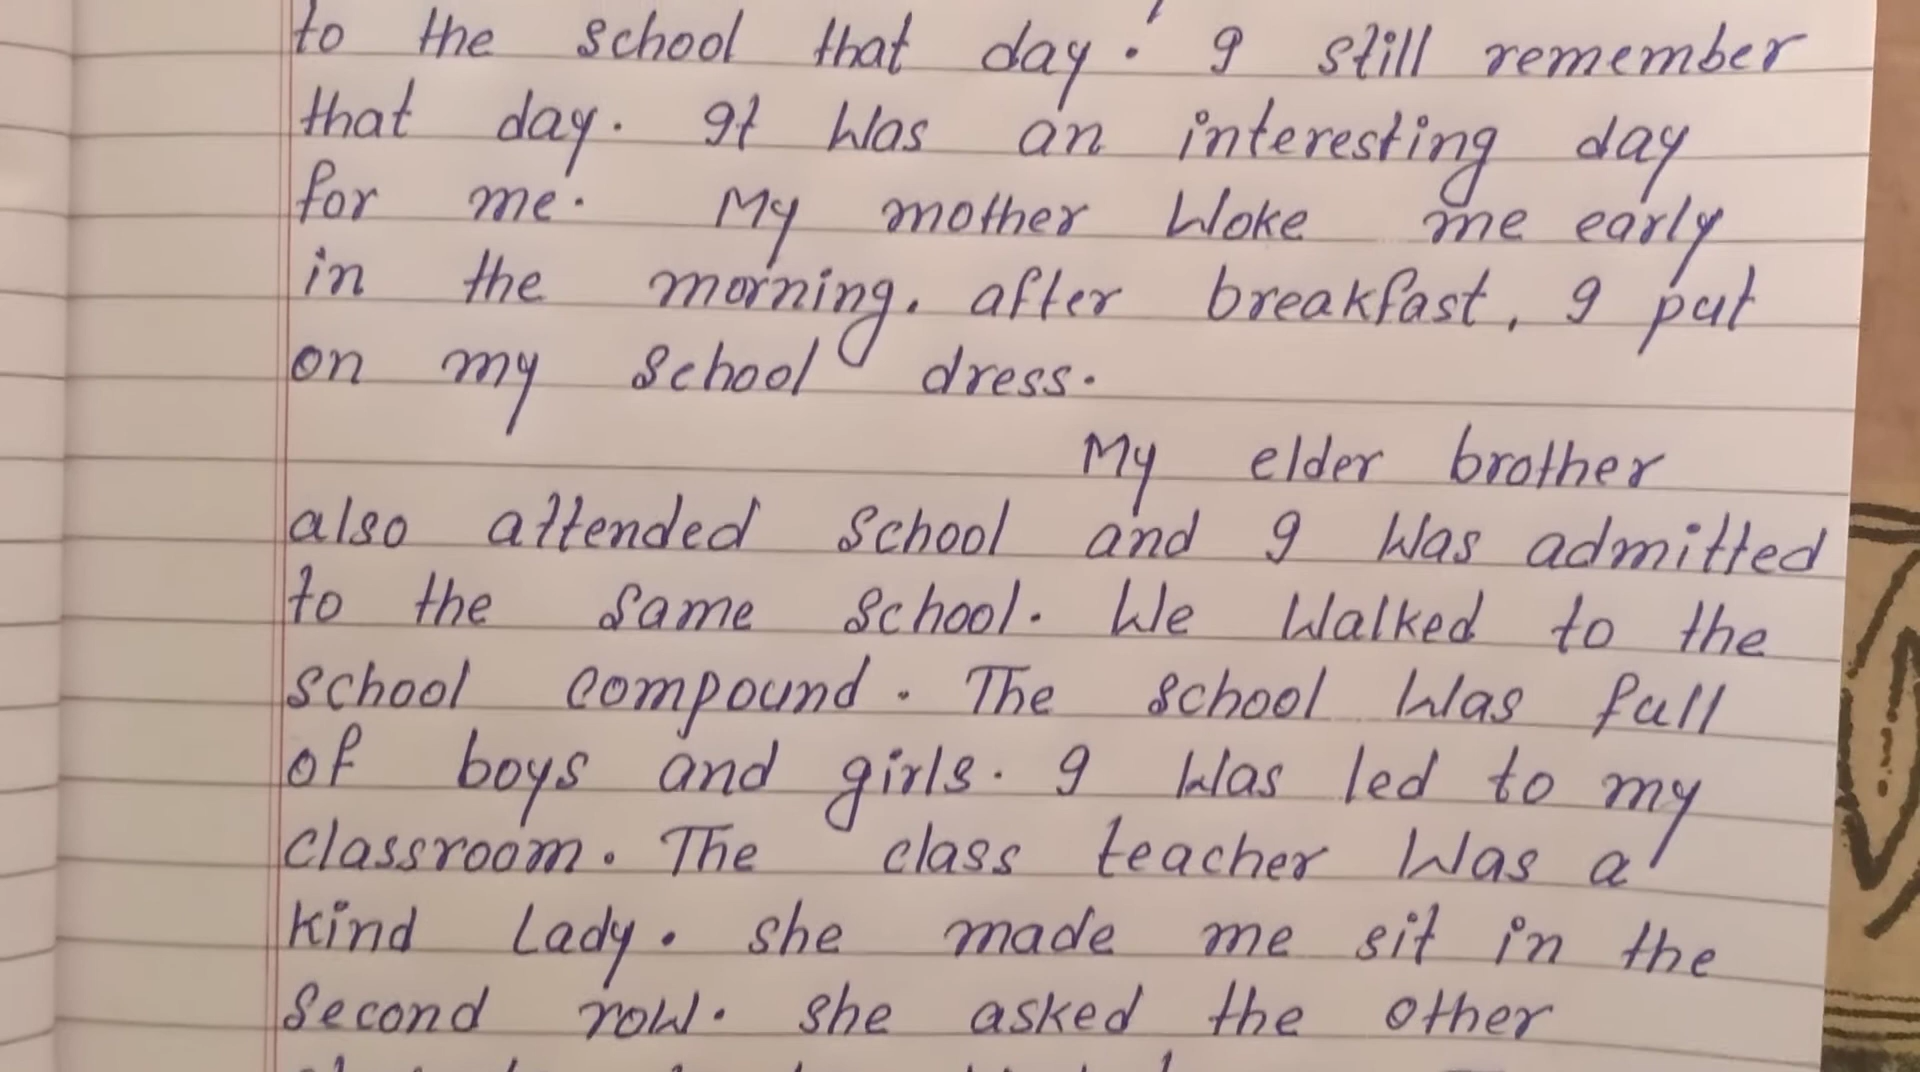 to the school that day. I still remember
that day. It was an interesting day
for me. My mother woke me early
in the morning. after breakfast, I put
on my school dress.
My elder brother
also attended school and I was admitted
to the same school. We walked to the
school compound. The school was full
of boys and girls. I was led to my
classroom. The class teacher was a
kind lady. she made me sit in the
second row. she asked the other